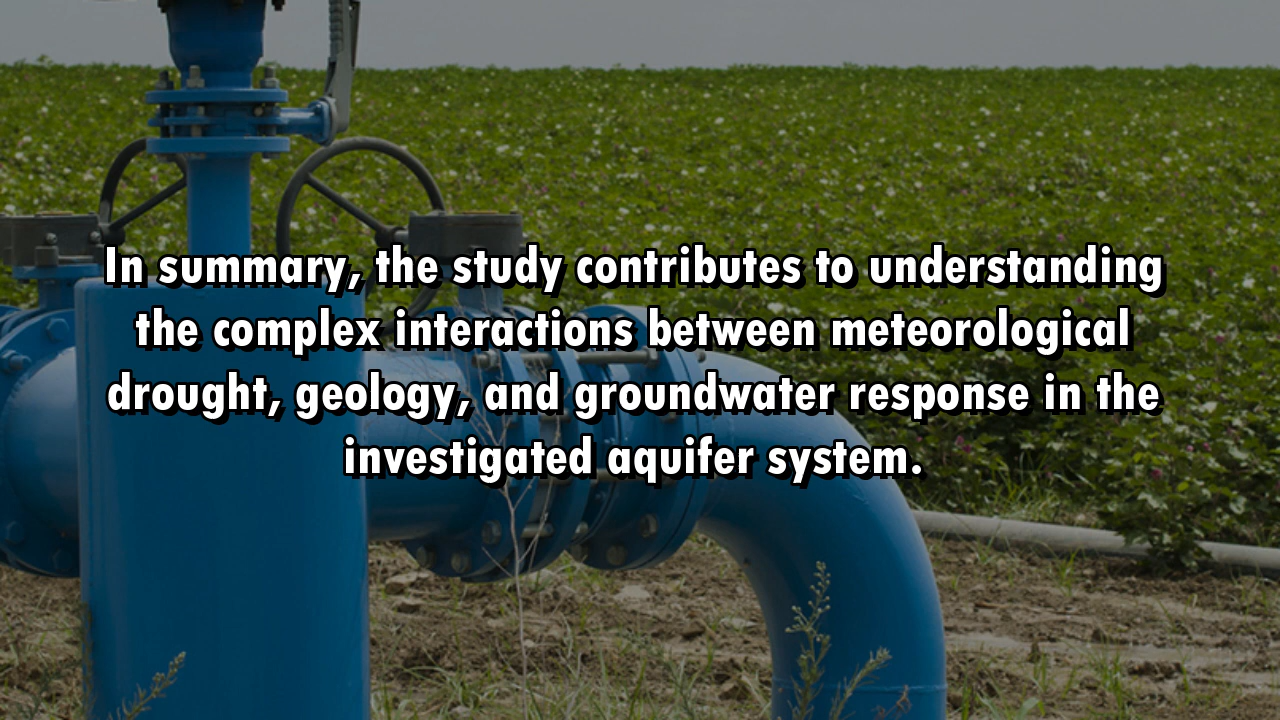 In summary, the study contributes to understanding
the complex interactions between meteorological
drought, geology, and groundwater response in the
investigated aquifer system.